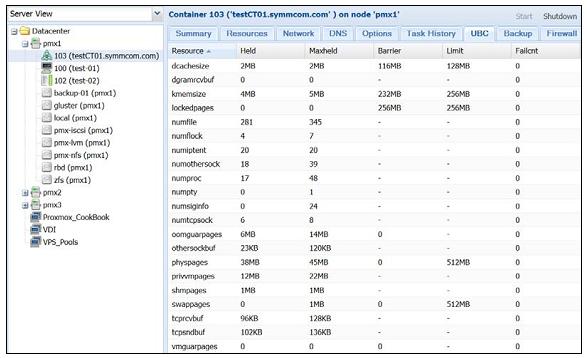 Server View
Datacenter
pmx1
103 (testCT01.symmcom.com)
100 (test-01)
102 (test-02)
backup-01 (pmx1)
gluster (pmx1)
local (pmx1)
pmx-iscsi (pmx1)
pmx-lvm (pmx1)
pmx-nfs (pmx1)
rbd (pmx1)
zfs (pmx1)
pmx2
pmx3
Proxmox_CookBook
VDI
VPS_Pools
Container 103 ('testCT01.symmcom.com' ) on node 'pmx1' Start Shutdown
Summary Resources Network DNS Options Task History UBC Backup Firewall
Resource Held Maxheld Barrier Limit Failcnt
dcachesize 2MB 2MB 116MB 128MB 0
dgramrcvbuf 0 0 - - 0
kmemsize 4MB 5MB 232MB 256MB 0
lockedpages 0 0 256MB 256MB 0
numfile 281 345 - - 0
numflock 4 7 - - 0
numiptent 20 20 - - 0
numothersock 18 39 - - 0
numproc 17 48 - - 0
numpty 0 1 - - 0
numsiginfo 0 24 - - 0
numtcpsock 6 8 - - 0
oomguarpages 6MB 14MB 0 - 0
othersockbuf 23KB 120KB - - 0
physpages 38MB 45MB 0 512MB 0
privvmpages 12MB 22MB - - 0
shmpages 1MB 1MB - - 0
swappages 0 1MB 0 512MB 0
tcprcvbuf 96KB 128KB - - 0
tcpsndbuf 102KB 136KB - - 0
vmguarpages 0 0 0 - 0